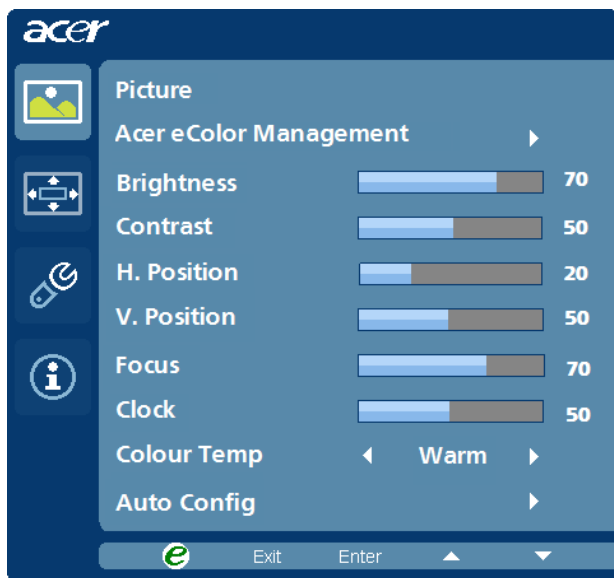 acer
Picture
Acer eColor Management
Brightness 70
Contrast 50
H. Position 20
V. Position 50
Focus 70
Clock 50
Colour Temp Warm
Auto Config
e Exit Enter